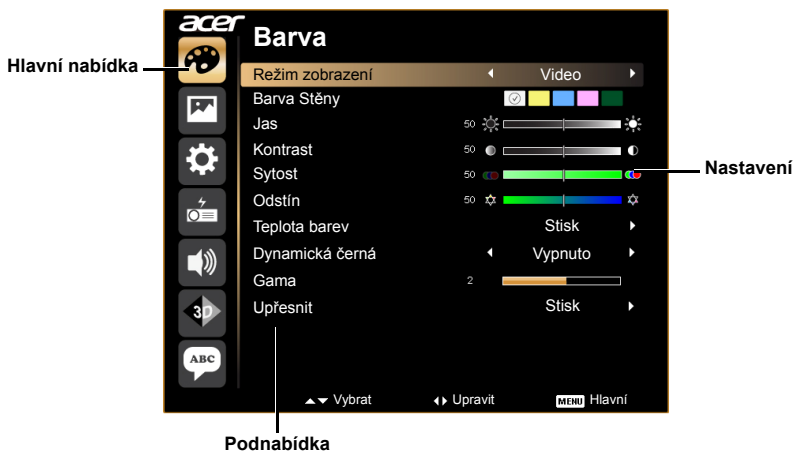 acer
Barva
Hlavní nabídka
Režim zobrazení Video
Barva Stěny
Jas 50
Kontrast 50
Sytost 50
Nastavení
Odstín 50
Teplota barev Stisk
Dynamická černá Vypnuto
Gama 2
Upřesnit Stisk
3D
ABC
Vybrat Upravit MENU Hlavní
Podnabídka